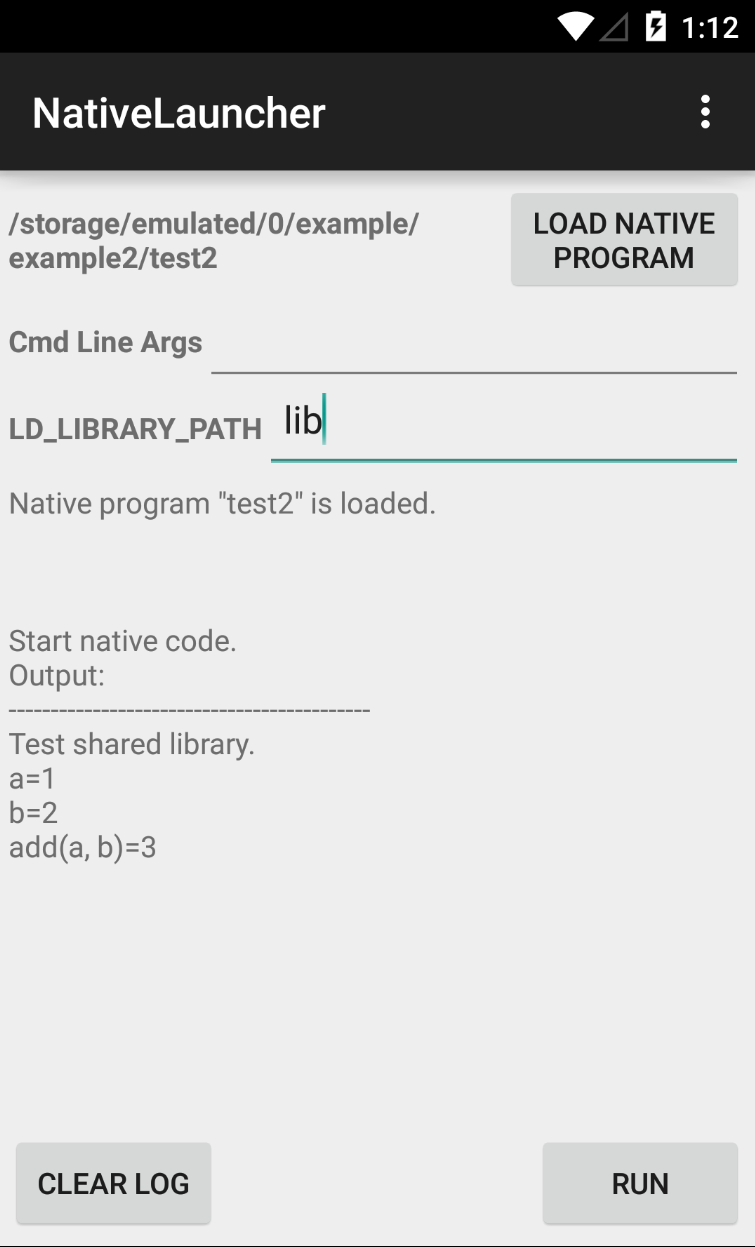 1:12
NativeLauncher
/storage/emulated/0/example/
example2/test2
LOAD NATIVE
PROGRAM
Cmd Line Args
LD_LIBRARY_PATH lib
Native program "test2" is loaded.
Start native code.
Output:
-------------------------------------------
Test shared library.
a=1
b=2
add(a, b)=3
CLEAR LOG
RUN